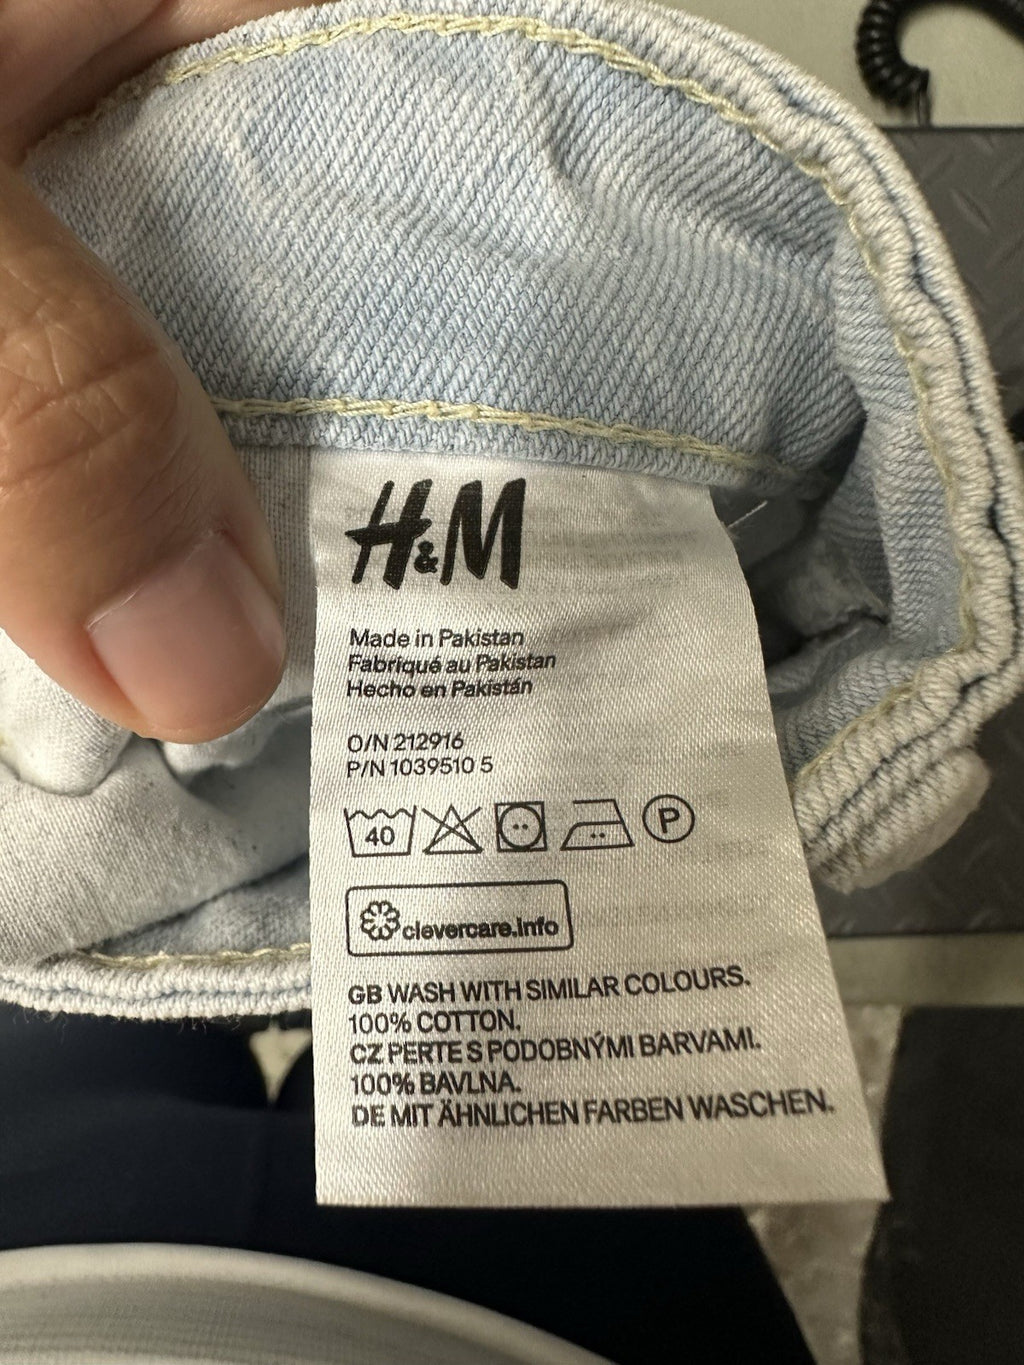 H&M
Made in Pakistan
Fabriqué au Pakistan
Hecho en Pakistán
O/N 212916
P/N 1039510 5
40 P
clevercare.info
GB WASH WITH SIMILAR COLOURS.
100% COTTON.
CZ PERTE S PODOBNÝMI BARVAMI.
100% BAVLNA.
DE MIT ÄHNLICHEN FARBEN WASCHEN.